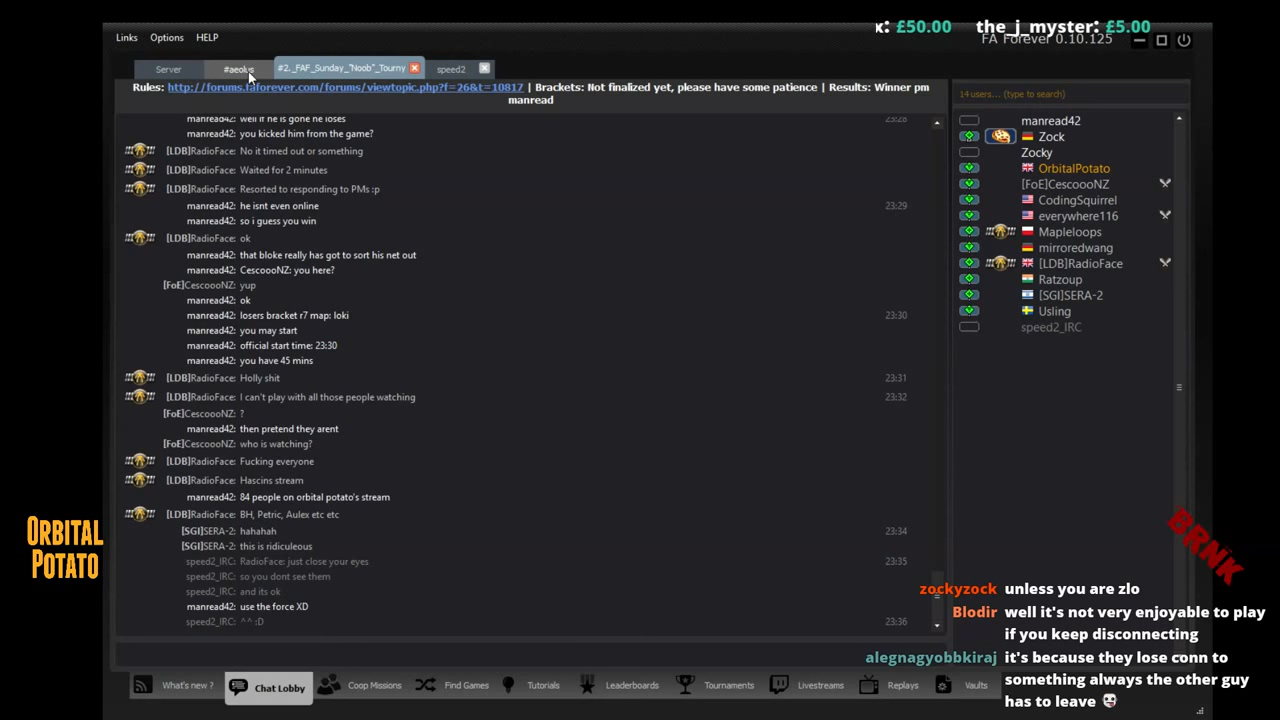 k: £50.00 the_j_myster: £5.00
Links Options HELP
FA Forever 0.10.125
Server #aeolus #2,_FAF_Sunday_"Noob"_Tourny speed2
Rules: http://forums.faforever.com/forums/viewtopic.php?f=26&t=10817 | Brackets: Not finalized yet, please have some patience | Results: Winner pm
manread
14 users... (type to search)
manread42: well if he is gone he loses 23:28
manread42: you kicked him from the game?
[LDB]RadioFace: No it timed out or something
[LDB]RadioFace: Waited for 2 minutes
[LDB]RadioFace: Resorted to responding to PMs :p
manread42: he isnt even online 23:29
manread42: so i guess you win
[LDB]RadioFace: ok
manread42: that bloke really has got to sort his net out
manread42: CescoooNZ: you here?
[FoE]CescoooNZ: yup
manread42: ok
manread42: losers bracket r7 map: loki 23:30
manread42: you may start
manread42: official start time: 23:30
manread42: you have 45 mins
[LDB]RadioFace: Holly shit 23:31
[LDB]RadioFace: I can't play with all those people watching 23:32
[FoE]CescoooNZ: ?
manread42: then pretend they arent
[FoE]CescoooNZ: who is watching?
[LDB]RadioFace: Fucking everyone
[LDB]RadioFace: Hascins stream
manread42: 84 people on orbital potato's stream
[LDB]RadioFace: BH, Petric, Aulex etc etc
[SGI]SERA-2: hahahah 23:34
[SGI]SERA-2: this is ridiculeous
speed2_IRC: RadioFace: just close your eyes 23:35
speed2_IRC: so you dont see them
speed2_IRC: and its ok
manread42: use the force XD
speed2_IRC: ^^ :D 23:36
manread42
Zock
Zocky
OrbitalPotato
[FoE]CescoooNZ
CodingSquirrel
everywhere116
Mapleloops
mirroredwang
[LDB]RadioFace
Ratzoup
[SGI]SERA-2
Usling
speed2_IRC
ORBITAL
POTATO
BRNK
zockyzock unless you are zlo
Blodir well it's not very enjoyable to play
if you keep disconnecting
alegnagyobbkiraj it's because they lose conn to
something always the other guy
has to leave
What's new ? Chat Lobby Coop Missions Find Games Tutorials Leaderboards Tournaments Livestreams Replays Vaults